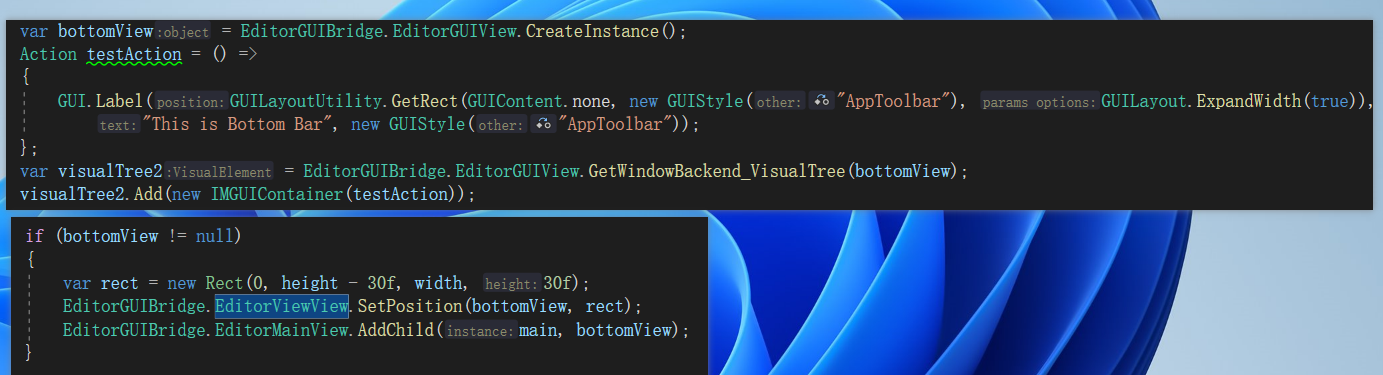 var bottomView:object = EditorGUIBridge.EditorGUIView.CreateInstance();
Action testAction = () =>
{
GUI.Label(position:GUILayoutUtility.GetRect(GUIContent.none, new GUIStyle(other:"AppToolbar"), params options:GUILayout.ExpandWidth(true)),
text:"This is Bottom Bar", new GUIStyle(other:"AppToolbar"));
};
var visualTree2:VisualElement = EditorGUIBridge.EditorGUIView.GetWindowBackend_VisualTree(bottomView);
visualTree2.Add(new IMGUIContainer(testAction));
if (bottomView != null)
{
var rect = new Rect(0, height - 30f, width, height:30f);
EditorGUIBridge.EditorViewView.SetPosition(bottomView, rect);
EditorGUIBridge.EditorMainView.AddChild(instance:main, bottomView);
}